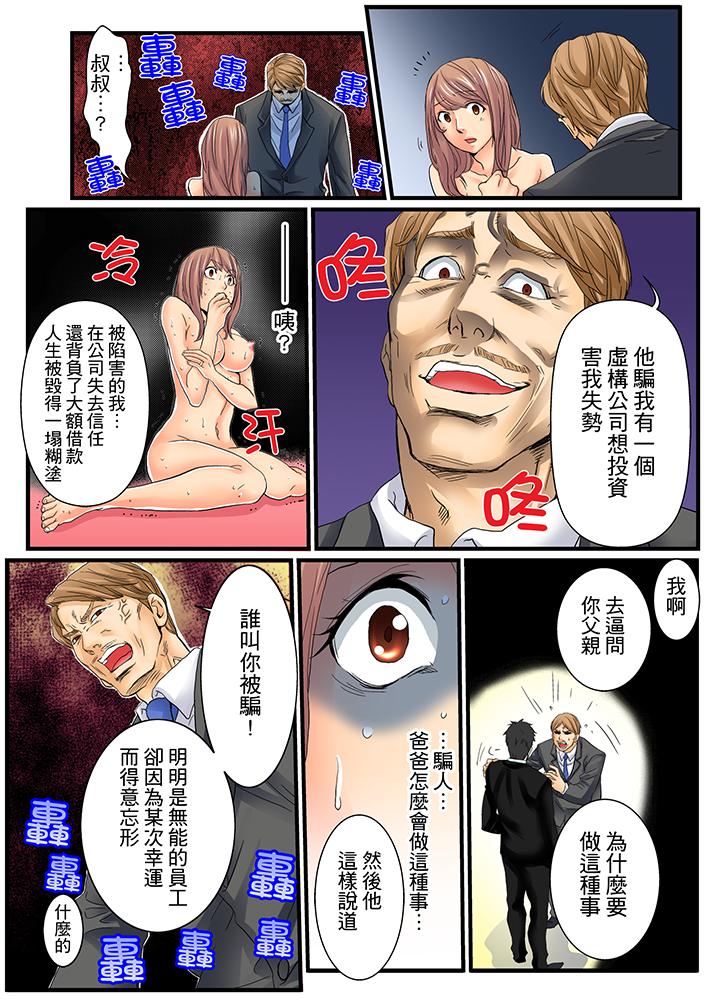 …
叔叔…？
轟
轟
轟
轟
轟
他騙我有一個
虛構公司想投資
害我失勢
咚
咚
——咦？
冷
汗
被陷害的我…
在公司失去信任
還背負了大額借款
人生被毀得一塌糊塗
我啊
去逼問
你父親
為什麼要
做這種事
…騙人…
爸爸怎麼會做這種事…
然後他
這樣說道
誰叫你被騙！
明明是無能的員工
卻因為某次幸運
而得意忘形
什麼的
轟
轟
轟
轟
轟
轟